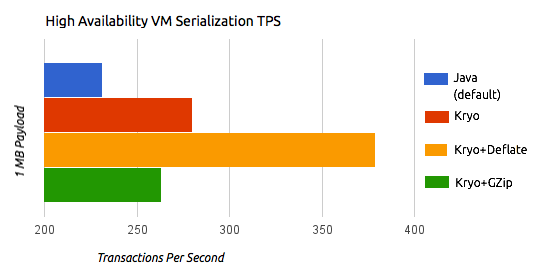 High Availability VM Serialization TPS
1 MB Payload
Java
(default)
Kryo
Kryo+Deflate
Kryo+GZip
200 250 300 350 400
Transactions Per Second